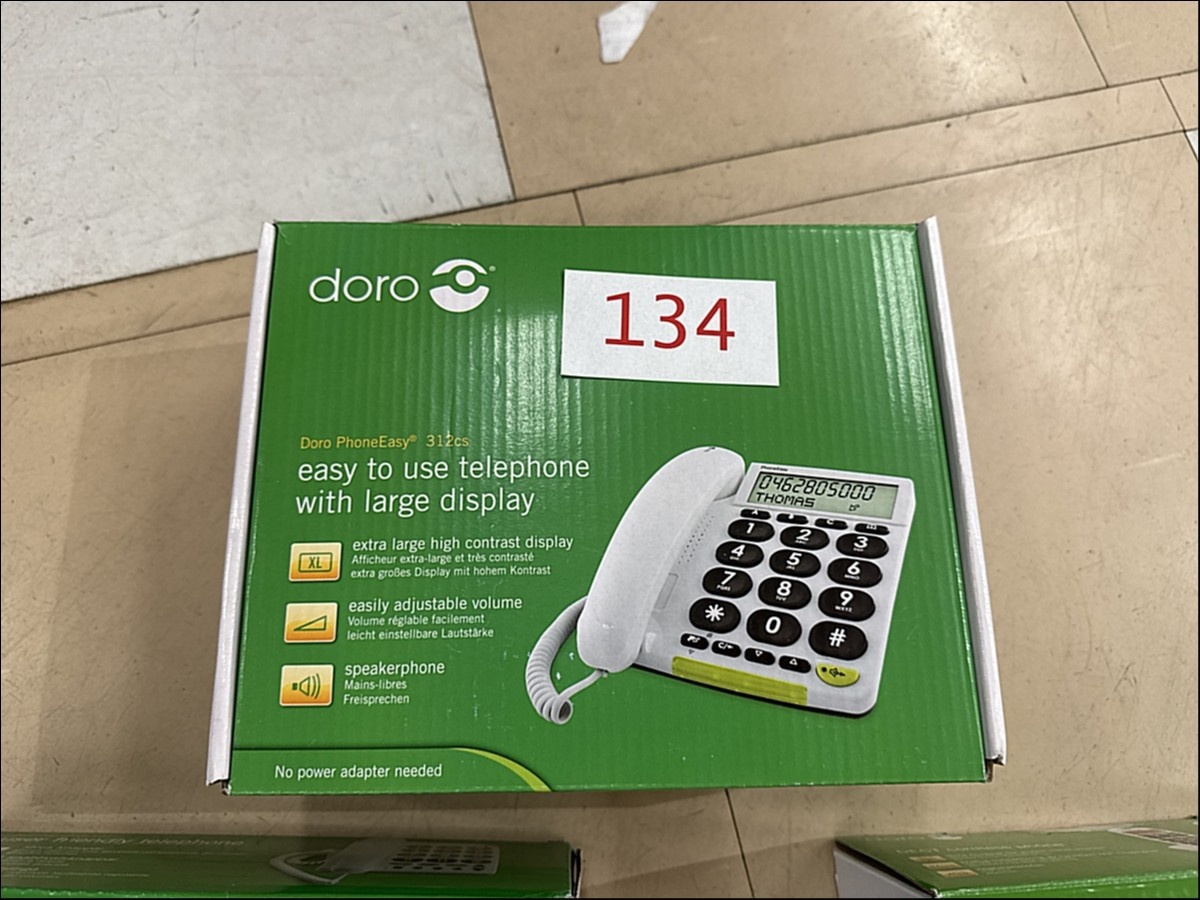 doro
134
Doro PhoneEasy® 312cs
easy to use telephone
with large display
XL
extra large high contrast display
Afficheur extra-large et très contrasté
extra großes Display mit hohem Kontrast
easily adjustable volume
Volume réglable facilement
leicht einstellbare Lautstärke
speakerphone
Mains-libres
Freisprechen
No power adapter needed
PhoneEasy
0462805000
THOMAS
A B C
1 2 3
4 5 6
7 8 9
* 0 #
friendly telephone